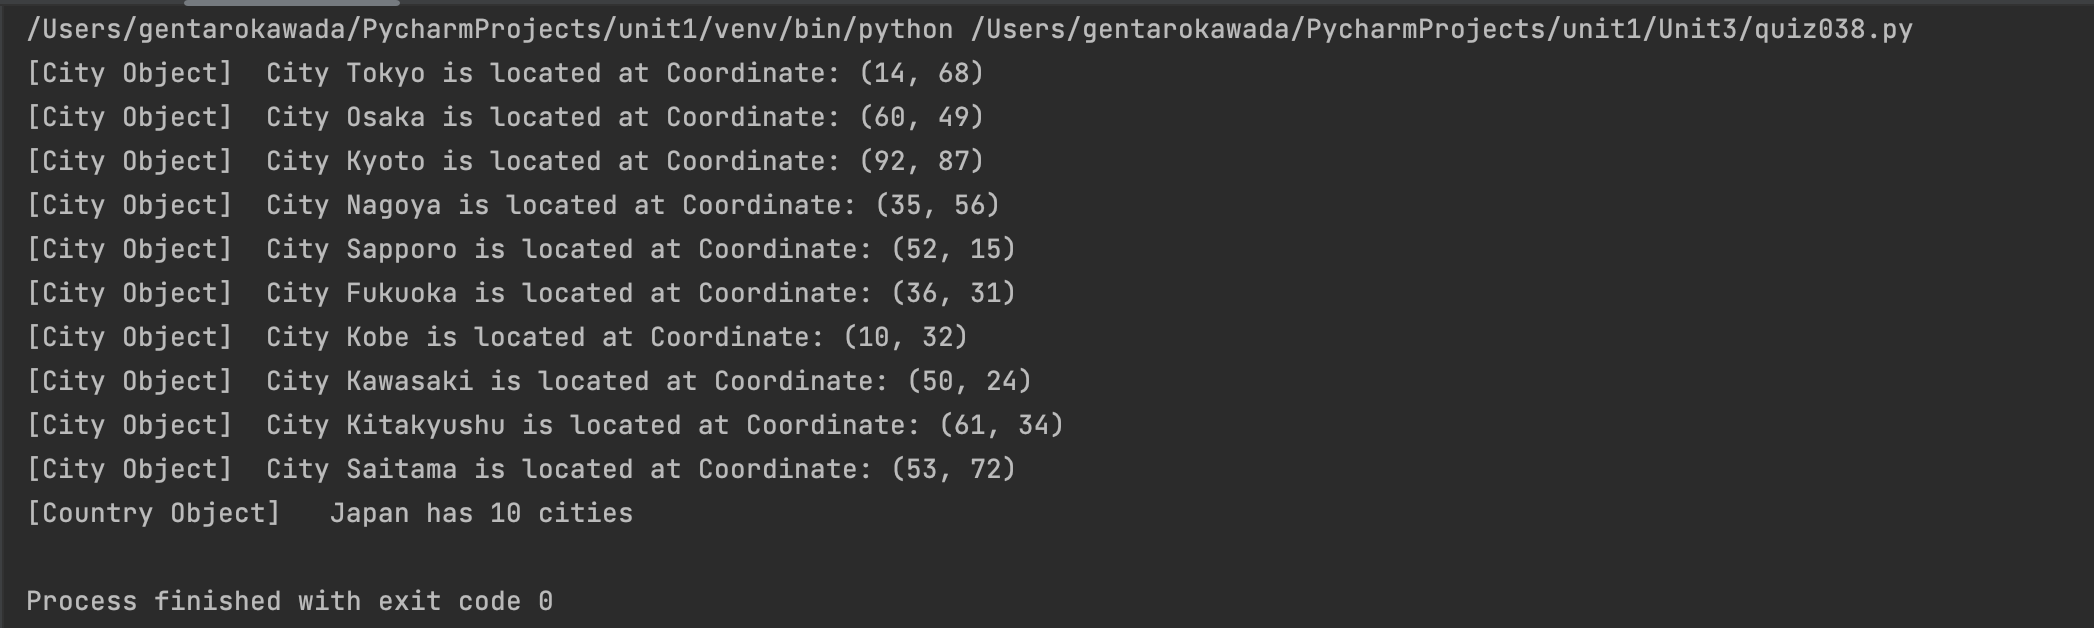 /Users/gentarokawada/PycharmProjects/unit1/venv/bin/python /Users/gentarokawada/PycharmProjects/unit1/Unit3/quiz038.py
[City Object]  City Tokyo is located at Coordinate: (14, 68)
[City Object]  City Osaka is located at Coordinate: (60, 49)
[City Object]  City Kyoto is located at Coordinate: (92, 87)
[City Object]  City Nagoya is located at Coordinate: (35, 56)
[City Object]  City Sapporo is located at Coordinate: (52, 15)
[City Object]  City Fukuoka is located at Coordinate: (36, 31)
[City Object]  City Kobe is located at Coordinate: (10, 32)
[City Object]  City Kawasaki is located at Coordinate: (50, 24)
[City Object]  City Kitakyushu is located at Coordinate: (61, 34)
[City Object]  City Saitama is located at Coordinate: (53, 72)
[Country Object]   Japan has 10 cities
Process finished with exit code 0